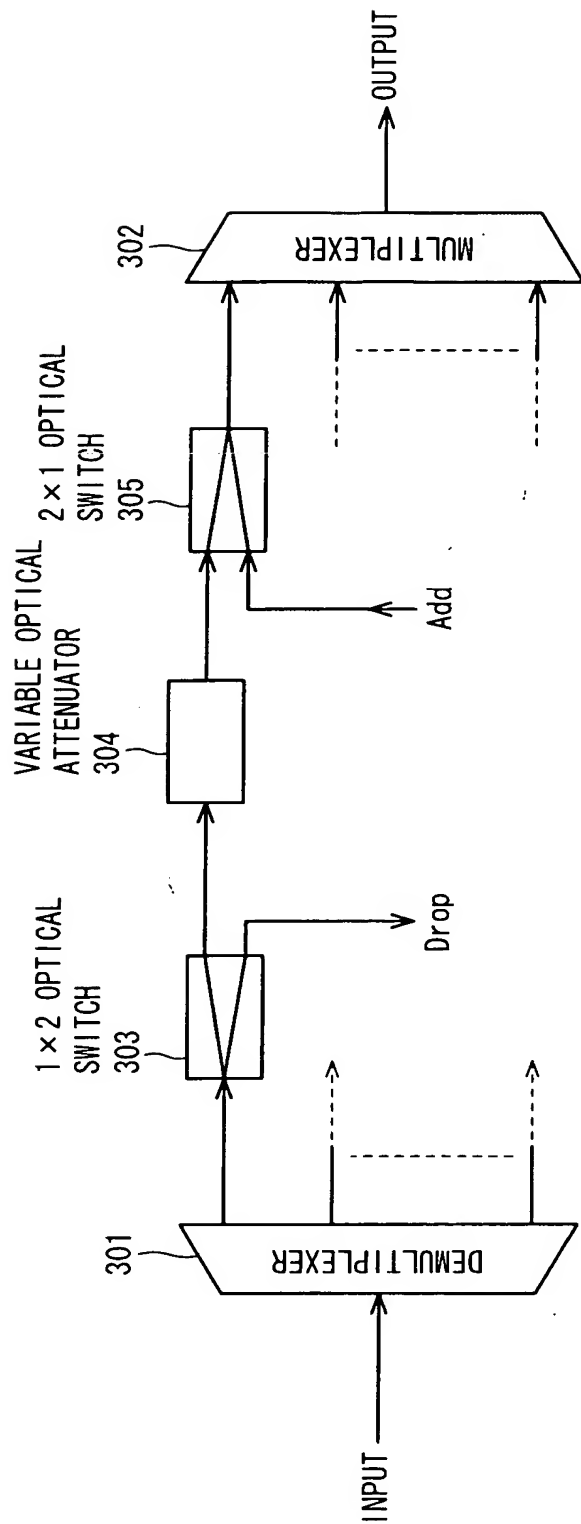 INPUT
301
DEMULTIPLEXER
1×2 OPTICAL
SWITCH
303
Drop
VARIABLE OPTICAL
ATTENUATOR
304
2×1 OPTICAL
SWITCH
305
Add
302
MULTIPLEXER
OUTPUT